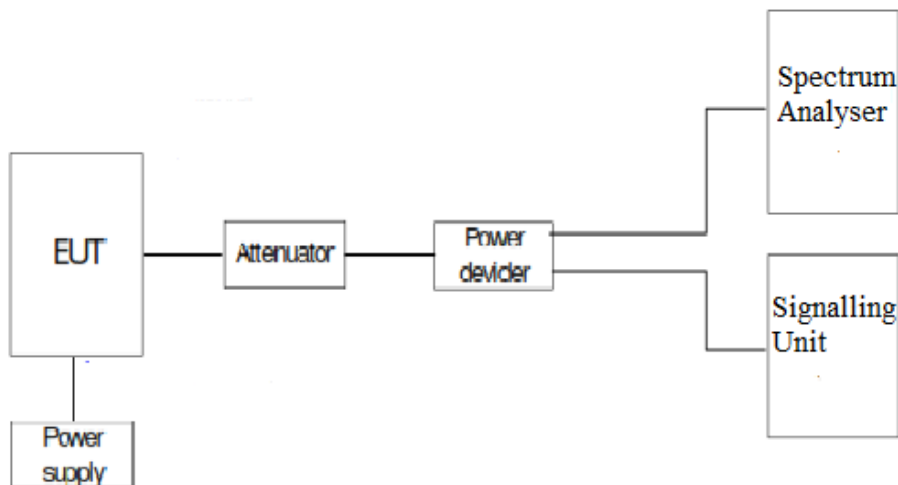 Spectrum
Analyser
EUT
Attenuator
Power
devider
Signalling
Unit
Power
supply